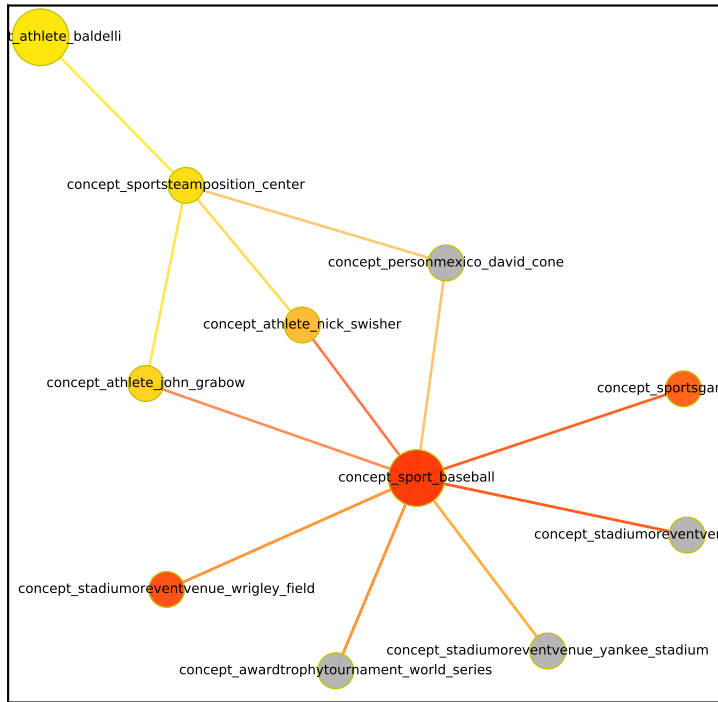 t_athlete_baldelli
concept_sportsteamposition_center
concept_personmexico_david_cone
concept_athlete_nick_swisher
concept_athlete_john_grabow
concept_sportsgar
concept_sport_baseball
concept_stadiumoreventver
concept_stadiumoreventvenue_wrigley_field
concept_stadiumoreventvenue_yankee_stadium
concept_awardtrophytournament_world_series